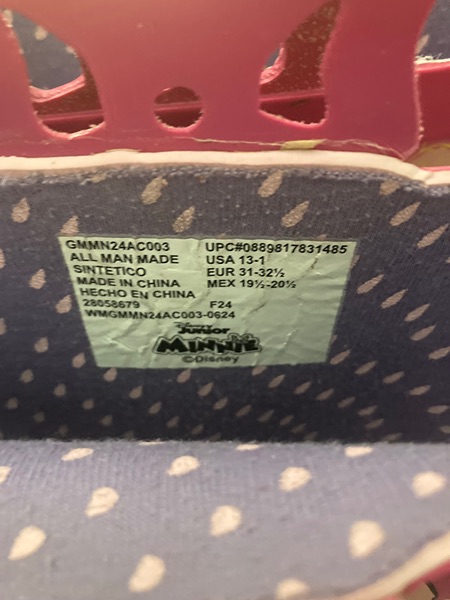 GMMN24AC003 UPC#0889817831485
ALL MAN MADE USA 13-1
SINTETICO EUR 31-32½
MADE IN CHINA MEX 19½-20½
HECHO EN CHINA
28058679 F24
WMGMMN24AC003-0624
Disney
Junior
MINNIE
©Disney